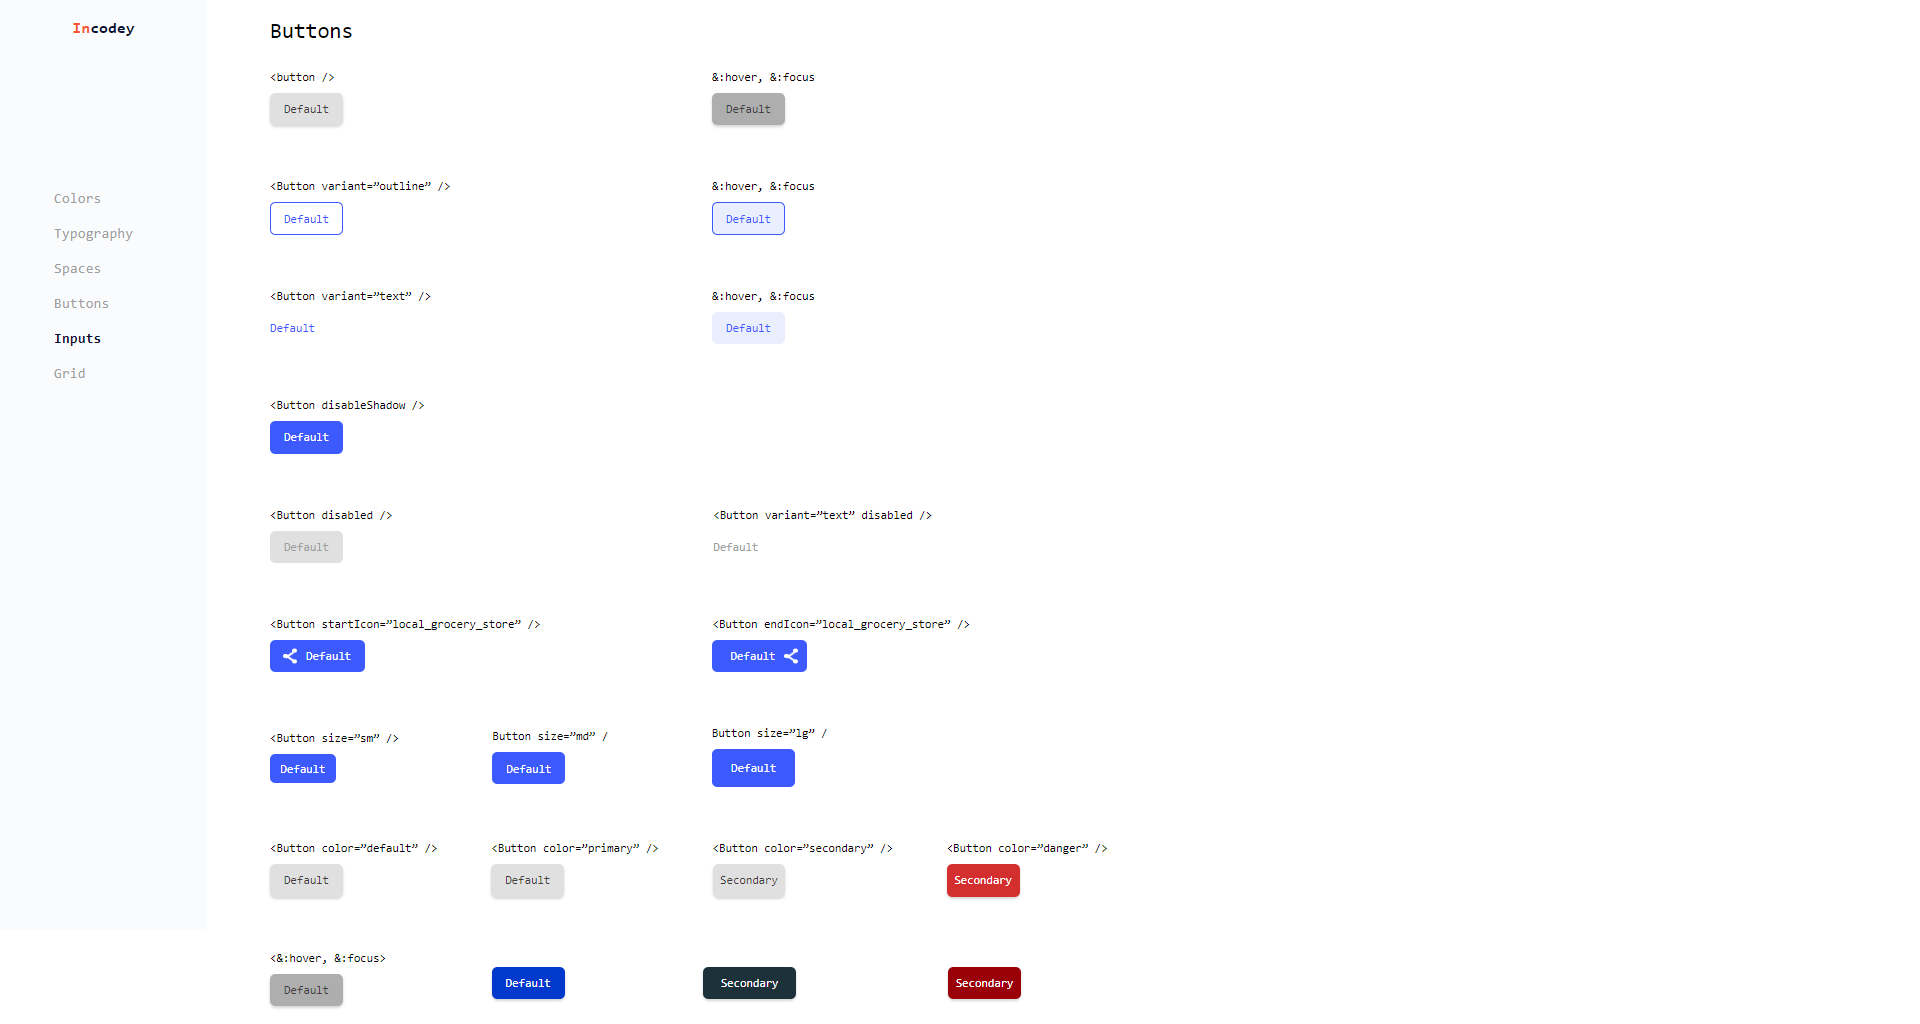 Incodey
Colors
Typography
Spaces
Buttons
Inputs
Grid
Buttons
<button />
&:hover, &:focus
Default
Default
<Button variant=”outline” />
&:hover, &:focus
Default
Default
<Button variant=”text” />
&:hover, &:focus
Default
Default
<Button disableShadow />
Default
<Button disabled />
<Button variant=”text” disabled />
Default
Default
<Button startIcon=”local_grocery_store” />
<Button endIcon=”local_grocery_store” />
Default
Default
<Button size=”sm” />
Button size=”md” /
Button size=”lg” /
Default
Default
Default
<Button color=”default” />
<Button color=”primary” />
<Button color=”secondary” />
<Button color=”danger” />
Default
Default
Secondary
Secondary
<&:hover, &:focus>
Default
Default
Secondary
Secondary